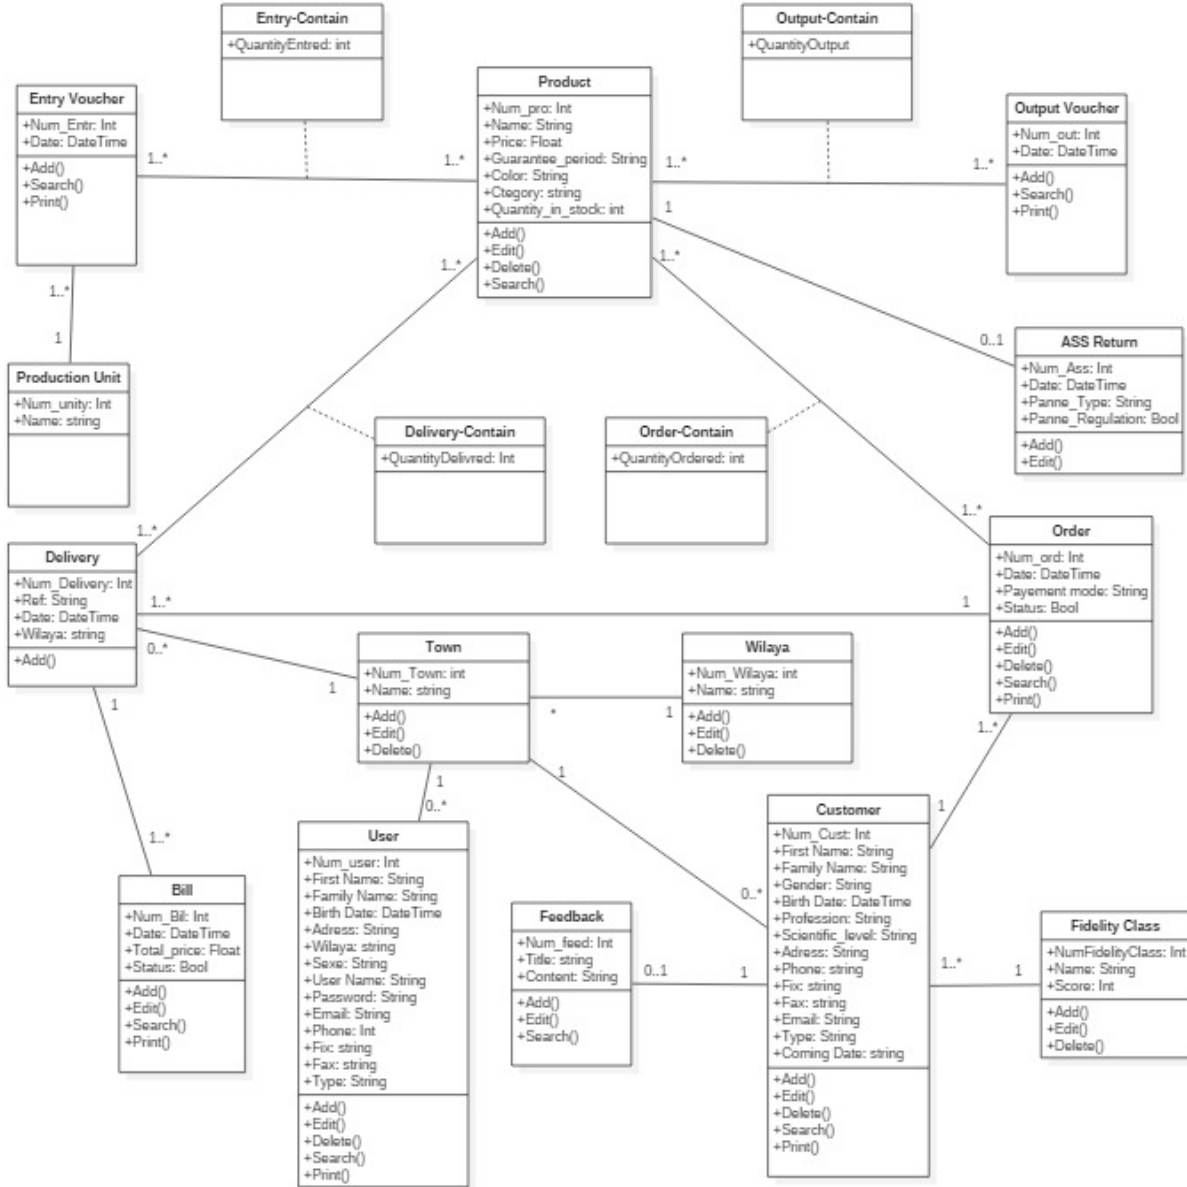 Entry-Contain
+QuantityEntred: int
Output-Contain
+QuantityOutput
Entry Voucher
+Num_Entr: Int
+Date: DateTime
+Add()
+Search()
+Print()
Product
+Num_pro: Int
+Name: String
+Price: Float
+Guarantee_period: String
+Color: String
+Ctegory: string
+Quantity_in_stock: int
+Add()
+Edit()
+Delete()
+Search()
Output Voucher
+Num_out: Int
+Date: DateTime
+Add()
+Search()
+Print()
1..*
1..*
1..*
1..*
1
1..*
1..*
1..*
1
0..1
Production Unit
+Num_unity: Int
+Name: string
ASS Return
+Num_Ass: Int
+Date: DateTime
+Panne_Type: String
+Panne_Regulation: Bool
+Add()
+Edit()
Delivery-Contain
+QuantityDelivred: Int
Order-Contain
+QuantityOrdered: int
1..*
1..*
Delivery
+Num_Delivery: Int
+Ref: String
+Date: DateTime
+Wilaya: string
+Add()
Order
+Num_ord: Int
+Date: DateTime
+Payement mode: String
+Status: Bool
+Add()
+Edit()
+Delete()
+Search()
+Print()
1..*
1
0..*
1
Town
+Num_Town: int
+Name: string
+Add()
+Edit()
+Delete()
Wilaya
+Num_Wilaya: int
+Name: string
+Add()
+Edit()
+Delete()
*
1
1
1..*
1
1
0..*
1
0..*
1..*
User
+Num_user: Int
+First Name: String
+Family Name: String
+Birth Date: DateTime
+Adress: String
+Wilaya: string
+Sexe: String
+User Name: String
+Password: String
+Email: String
+Phone: Int
+Fix: string
+Fax: string
+Type: String
+Add()
+Edit()
+Delete()
+Search()
+Print()
Customer
+Num_Cust: Int
+First Name: String
+Family Name: String
+Gender: String
+Birth Date: DateTime
+Profession: String
+Scientific_level: String
+Adress: String
+Phone: string
+Fix: string
+Fax: string
+Email: String
+Type: String
+Coming Date: string
+Add()
+Edit()
+Delete()
+Search()
+Print()
Bill
+Num_Bil: Int
+Date: DateTime
+Total_price: Float
+Status: Bool
+Add()
+Edit()
+Search()
+Print()
Feedback
+Num_feed: Int
+Title: string
+Content: String
+Add()
+Edit()
+Search()
0..1
1
1..*
1
Fidelity Class
+NumFidelityClass: Int
+Name: String
+Score: Int
+Add()
+Edit()
+Delete()